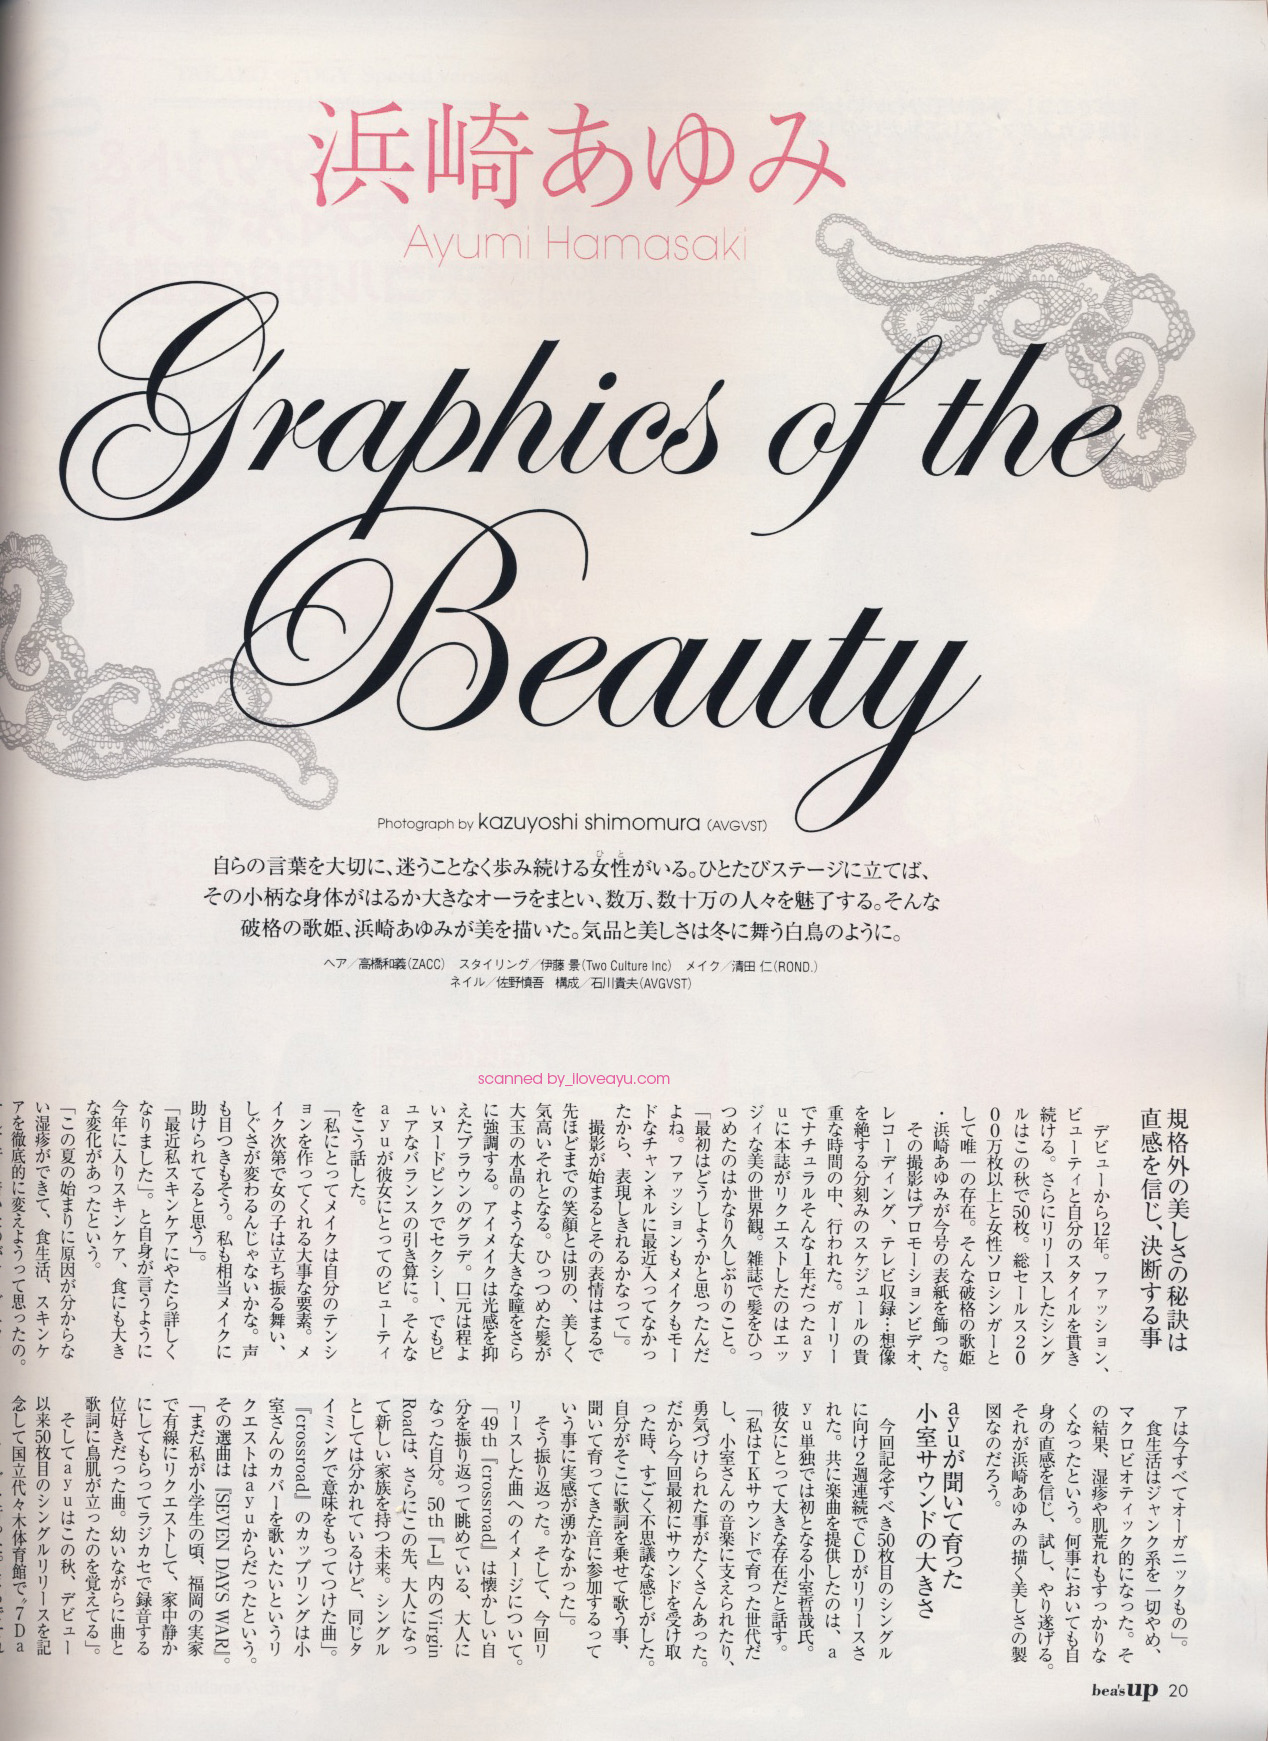 浜崎あゆみ
Ayumi Hamasaki
Graphics of the
Beauty
Photograph by kazuyoshi shimomura (AVGVST)
自らの言葉を大切に、迷うことなく歩み続ける女性がいる。ひとたびステージに立てば、
ひと
その小柄な身体がはるか大きなオーラをまとい、数万、数十万の人々を魅了する。そんな
破格の歌姫、浜崎あゆみが美を描いた。気品と美しさは冬に舞う白鳥のように。
ヘア／高橋和義(ZACC) スタイリング／伊藤 景(Two Culture Inc) メイク／清田 仁(ROND.)
ネイル／佐野慎吾 構成／石川貴夫(AVGVST)
scanned by_iloveayu.com
規格外の美しさの秘訣は
直感を信じ、決断する事
デビューから12年。ファッション、
ビューティと自分のスタイルを貫き
続ける。さらにリリースしたシング
ルはこの秋で50枚。総セールス20
00万枚以上と女性ソロシンガーと
して唯一の存在。そんな破格の歌姫
・浜崎あゆみが今号の表紙を飾った。
その撮影はプロモーションビデオ、
レコーディング、テレビ収録…想像
を絶する分刻みのスケジュールの貴
重な時間の中、行われた。ガーリー
でナチュラルそんな1年だったay
uに本誌がリクエストしたのはエッ
ジィな美の世界観。雑誌で髪をひっ
つめたのはかなり久しぶりのこと。
「最初はどうしようかと思ったんだ
よね。ファッションもメイクもモー
ドなチャンネルに最近入ってなかっ
たから、表現しきれるかなって」。
撮影が始まるとその表情はまるで
先ほどまでの笑顔とは別の、美しく
気高いそれとなる。ひっつめた髪が
大玉の水晶のような大きな瞳をさら
に強調する。アイメイクは光感を抑
えたブラウンのグラデ。口元は程よ
いヌードピンクでセクシー、でもピ
ュアなバランスの引き算に。そんな
ayuが彼女にとってのビューティ
をこう話した。
「私にとってメイクは自分のテンシ
ョンを作ってくれる大事な要素。メ
イク次第で女の子は立ち振る舞い、
しぐさが変わるんじゃないかな。声
も目つきもそう。私も相当メイクに
助けられてると思う」。
「最近私スキンケアにやたら詳しく
なりました」。と自身が言うように
今年に入りスキンケア、食にも大き
な変化があったという。
「この夏の始まりに原因が分からな
い湿疹ができて、食生活、スキンケ
アを徹底的に変えようって思ったの。
アは今すべてオーガニックもの」。
食生活はジャンク系を一切やめ、
マクロビオティック的になった。そ
の結果、湿疹や肌荒れもすっかりな
くなったという。何事においても自
身の直感を信じ、試し、やり遂げる。
それが浜崎あゆみの描く美しさの製
図なのだろう。
ayuが聞いて育った
小室サウンドの大きさ
今回記念すべき50枚目のシングル
に向け2週連続でCDがリリースさ
れた。共に楽曲を提供したのは、a
yu単独では初となる小室哲哉氏。
彼女にとって大きな存在だと話す。
「私はTKサウンドで育った世代だ
し、小室さんの音楽に支えられたり、
勇気づけられた事がたくさんあった。
だから今回最初にサウンドを受け取
った時、すごく不思議な感じがした。
自分がそこに歌詞を乗せて歌う事、
聞いて育ってきた音に参加するって
いう事に実感が湧かなかった」。
そう振り返った。そして、今回リ
リースした曲へのイメージについて。
「49th『crossroad』は懐かしい自
分を振り返って眺めている、大人に
なった自分。50th『L』内のVirgin
Roadは、さらにこの先、大人になっ
て新しい家族を持つ未来。シングル
としては分かれているけど、同じタ
イミングで意味をもってつけた曲」。
『crossroad』のカップリングは小
室さんのカバーを歌いたいというリ
クエストはayuからだったという。
その選曲は『SEVEN DAYS WAR』。
「まだ私が小学生の頃、福岡の実家
で有線にリクエストして、家中静か
にしてもらってラジカセで録音する
位好きだった曲。幼いながらに曲と
歌詞に鳥肌が立ったのを覚えてる」。
そしてayuはこの秋、デビュー
以来50枚目のシングルリリースを記
念して国立代々木体育館で〝7 Da
bea's up 20